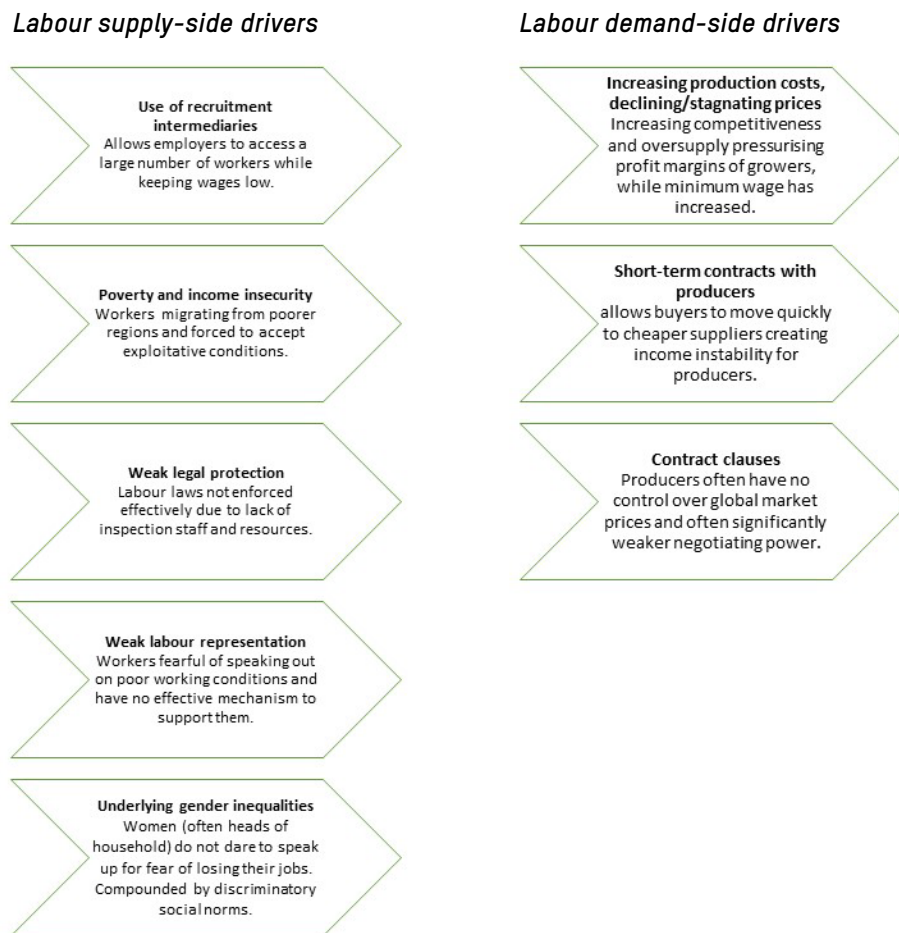 Labour supply-side drivers
Use of recruitment
intermediaries
Allows employers to access a
large number of workers while
keeping wages low.
Poverty and income insecurity
Workers migrating from poorer
regions and forced to accept
exploitative conditions.
Weak legal protection
Labour laws not enforced
effectively due to lack of
inspection staff and resources.
Weak labour representation
Workers fearful of speaking out
on poor working conditions and
have no effective mechanism to
support them.
Underlying gender inequalities
Women (often heads of
household) do not dare to speak
up for fear of losing their jobs.
Compounded by discriminatory
social norms.
Labour demand-side drivers
Increasing production costs,
declining/stagnating prices
Increasing competitiveness
and oversupply pressurising
profit margins of growers,
while minimum wage has
increased.
Short-term contracts with
producers
allows buyers to move quickly
to cheaper suppliers creating
income instability for
producers.
Contract clauses
Producers often have no
control over global market
prices and often significantly
weaker negotiating power.